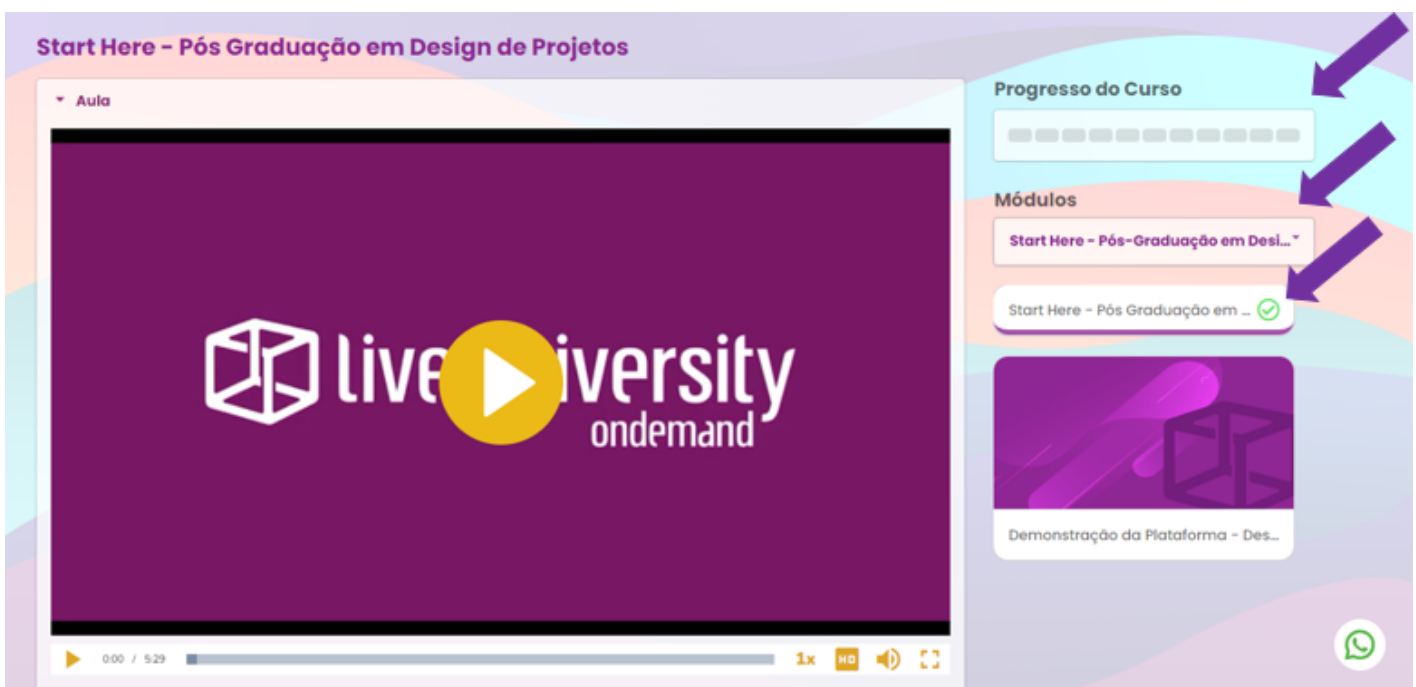 Start Here - Pós Graduação em Design de Projetos
Aula
live iversity
ondemand
0:00 / 5:29
1x
HD
Progresso do Curso
Módulos
Start Here - Pós-Graduação em Desi...
Start Here - Pós Graduação em ...
Demonstração da Plataforma - Des...